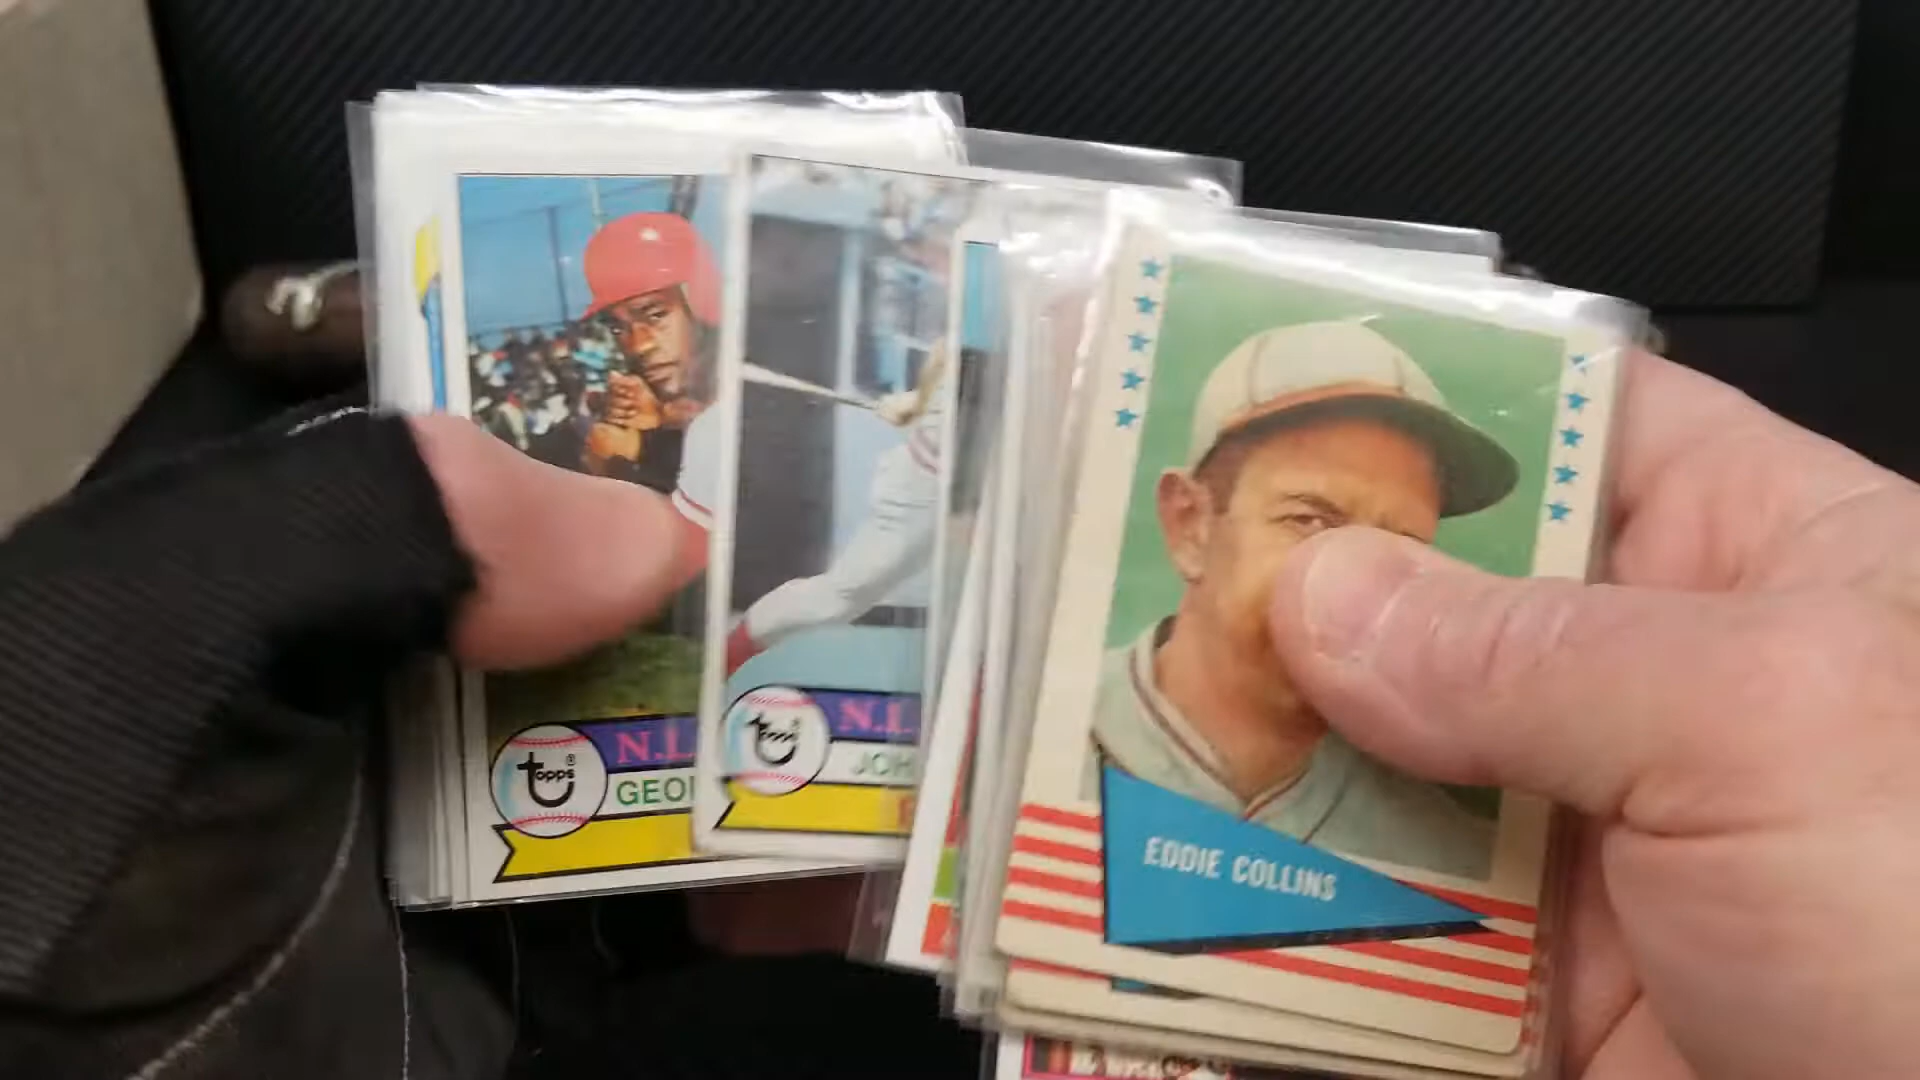 topps®
N.L.
GEO
N.L.
JOH
EDDIE COLLINS